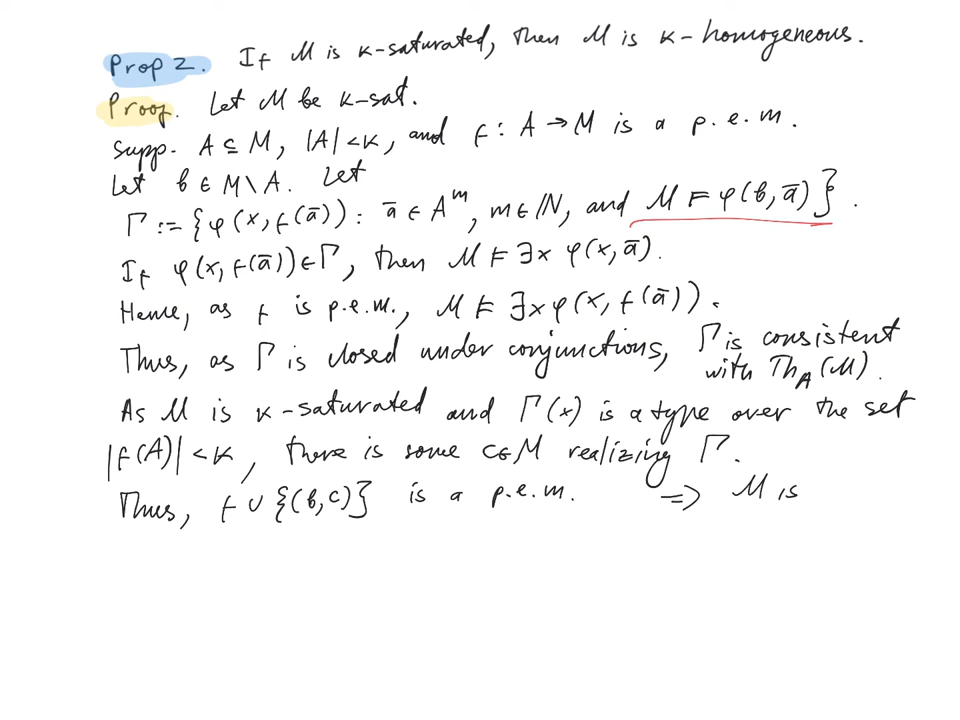 Prop 2. If M is κ-saturated, then M is κ-homogeneous.
Proof. Let M be κ-sat.
Supp. A ⊆ M, |A| < κ, and f : A → M is a p.e.m.
Let b ∈ M \ A. Let
Γ := {φ(x, f(ā)) : ā ∈ Aᵐ, m ∈ ℕ, and M ⊨ φ(b, ā)}.
If φ(x, f(ā)) ∈ Γ, then M ⊨ ∃x φ(x, ā).
Hence, as f is p.e.m., M ⊨ ∃x φ(x, f(ā)).
Thus, as Γ is closed under conjunctions, Γ is consistent
with Th_A(M).
As M is κ-saturated and Γ(x) is a type over the set
|f(A)| < κ, there is some c ∈ M realizing Γ.
Thus, f ∪ {(b, c)} is a p.e.m. ⇒ M is